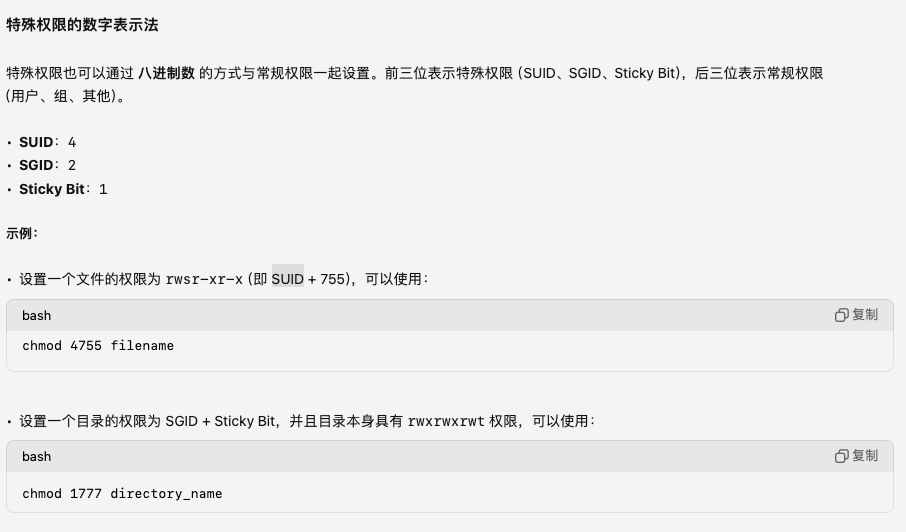 特殊权限的数字表示法
特殊权限也可以通过 八进制数 的方式与常规权限一起设置。前三位表示特殊权限 (SUID、SGID、Sticky Bit)，后三位表示常规权限
(用户、组、其他)。
• SUID：4
• SGID：2
• Sticky Bit：1
示例：
• 设置一个文件的权限为 rwsr-xr-x (即 SUID + 755)，可以使用：
bash
复制
chmod 4755 filename
• 设置一个目录的权限为 SGID + Sticky Bit，并且目录本身具有 rwxrwxrwt 权限，可以使用：
bash
复制
chmod 1777 directory_name